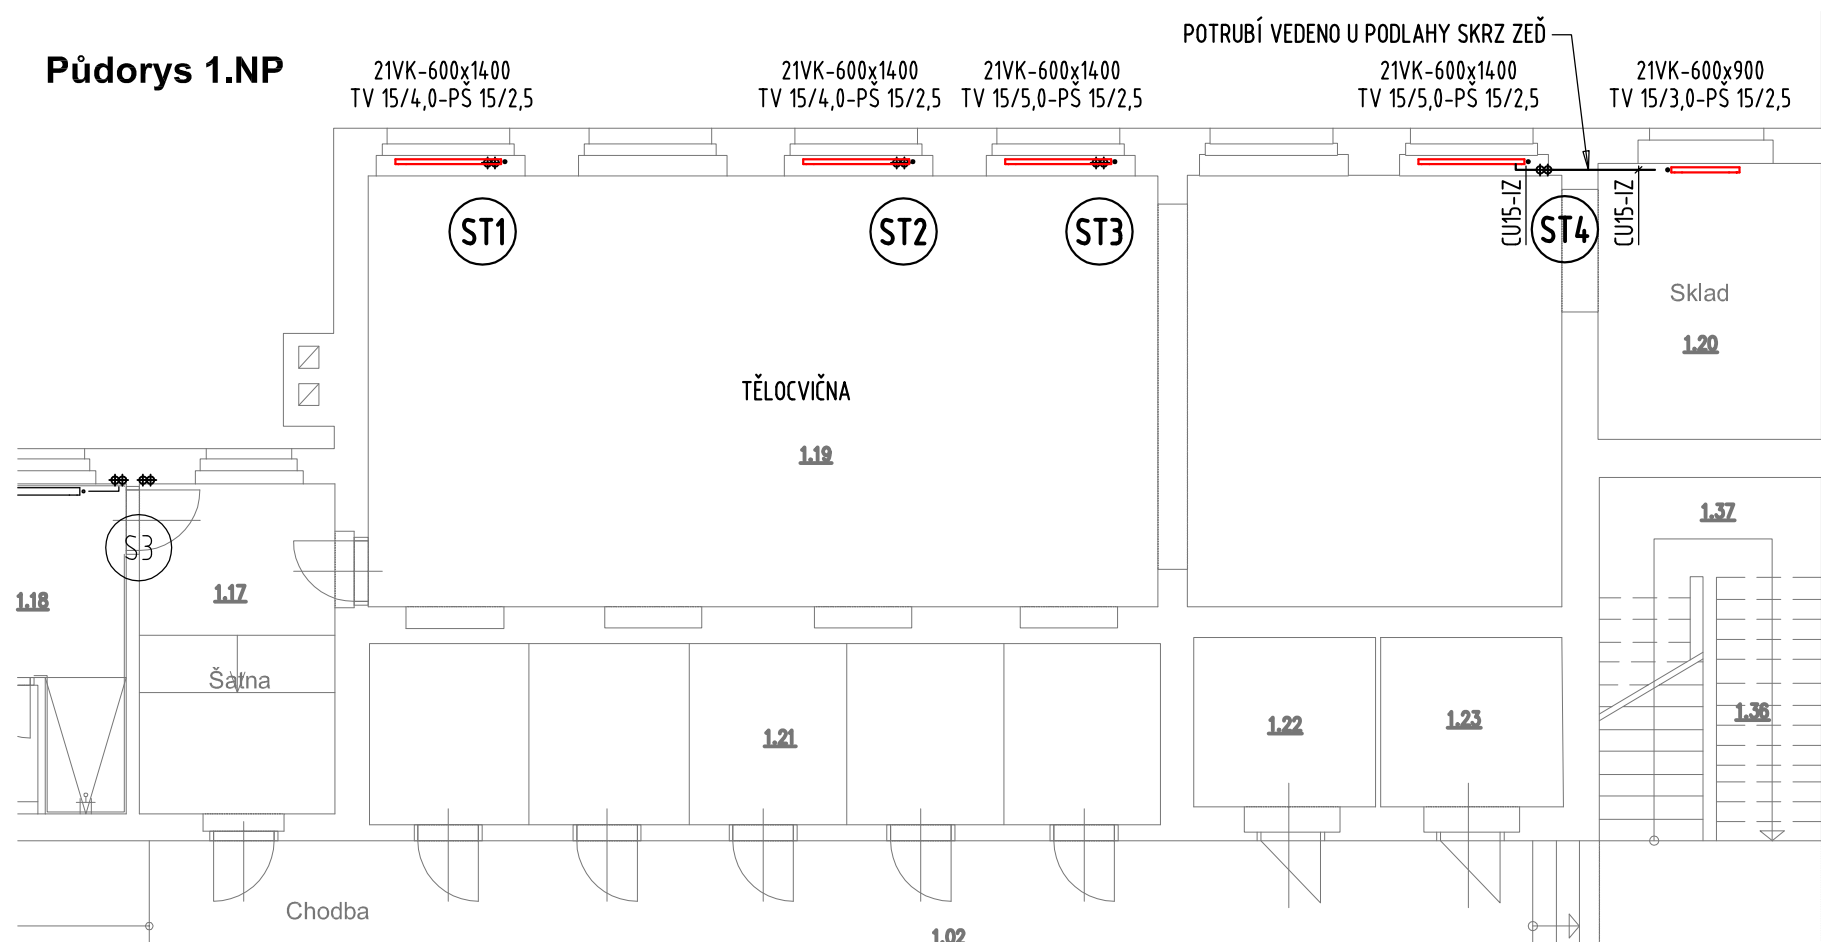 POTRUBÍ VEDENO U PODLAHY SKRZ ZEĎ
Půdorys 1.NP
21VK-600x1400
TV 15/4,0-PŠ 15/2,5
21VK-600x1400
TV 15/4,0-PŠ 15/2,5
21VK-600x1400
TV 15/5,0-PŠ 15/2,5
21VK-600x1400
TV 15/5,0-PŠ 15/2,5
21VK-600x900
TV 15/3,0-PŠ 15/2,5
ST1
ST2
ST3
CU15-IZ
ST4
CU15-IZ
Sklad
1.20
TĚLOCVIČNA
1.19
1.37
S3
1.18
1.17
Šatna
1.21
1.22
1.23
1.36
Chodba
1.02